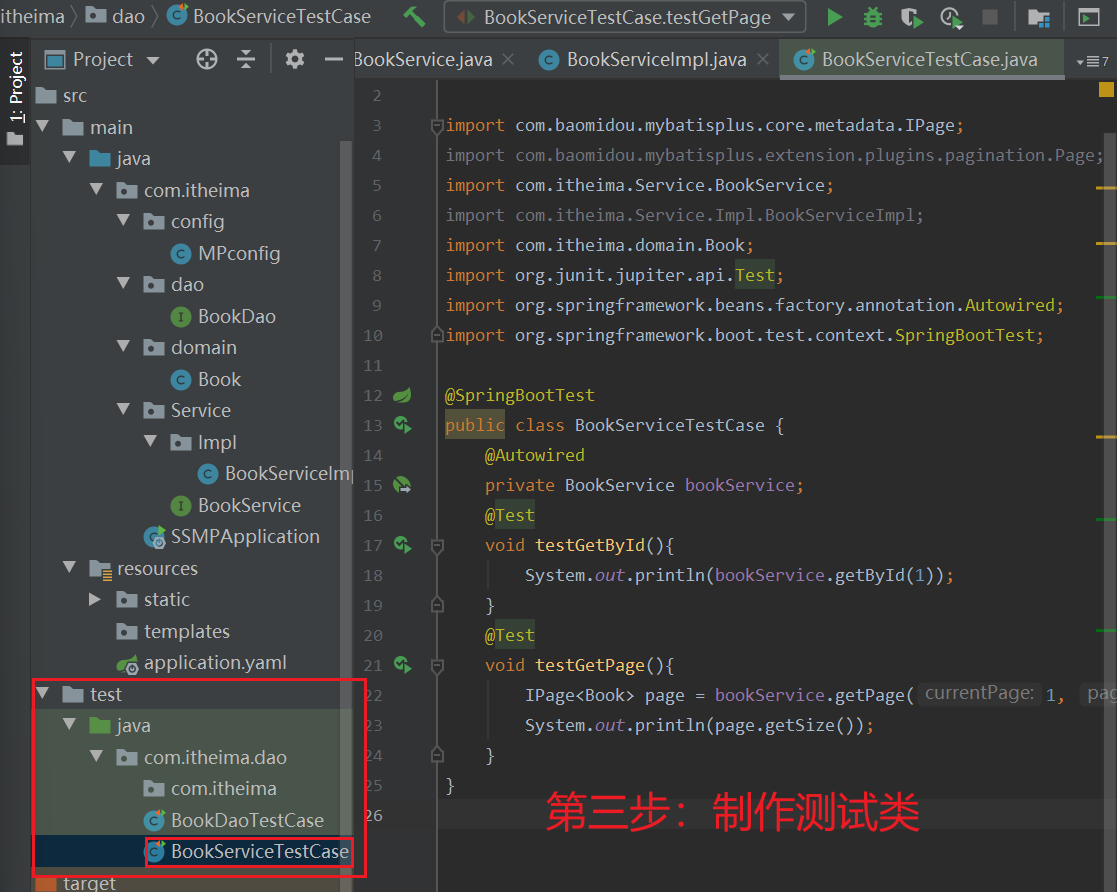 itheima dao BookServiceTestCase BookServiceTestCase.testGetPage
1: Project
Project
BookService.java BookServiceImpl.java BookServiceTestCase.java 7
src
main
java
com.itheima
config
MPconfig
dao
BookDao
domain
Book
Service
Impl
BookServiceImp
BookService
SSMPApplication
resources
static
templates
application.yaml
test
java
com.itheima.dao
com.itheima
BookDaoTestCase
BookServiceTestCase
target
2
3 import com.baomidou.mybatisplus.core.metadata.IPage;
4 import com.baomidou.mybatisplus.extension.plugins.pagination.Page;
5 import com.itheima.Service.BookService;
6 import com.itheima.Service.Impl.BookServiceImpl;
7 import com.itheima.domain.Book;
8 import org.junit.jupiter.api.Test;
9 import org.springframework.beans.factory.annotation.Autowired;
10 import org.springframework.boot.test.context.SpringBootTest;
11
12 @SpringBootTest
13 public class BookServiceTestCase {
14 @Autowired
15 private BookService bookService;
16 @Test
17 void testGetById(){
18 System.out.println(bookService.getById(1));
19 }
20 @Test
21 void testGetPage(){
22 IPage<Book> page = bookService.getPage( currentPage: 1, pag
23 System.out.println(page.getSize());
24 }
25 }
26
第三步：制作测试类